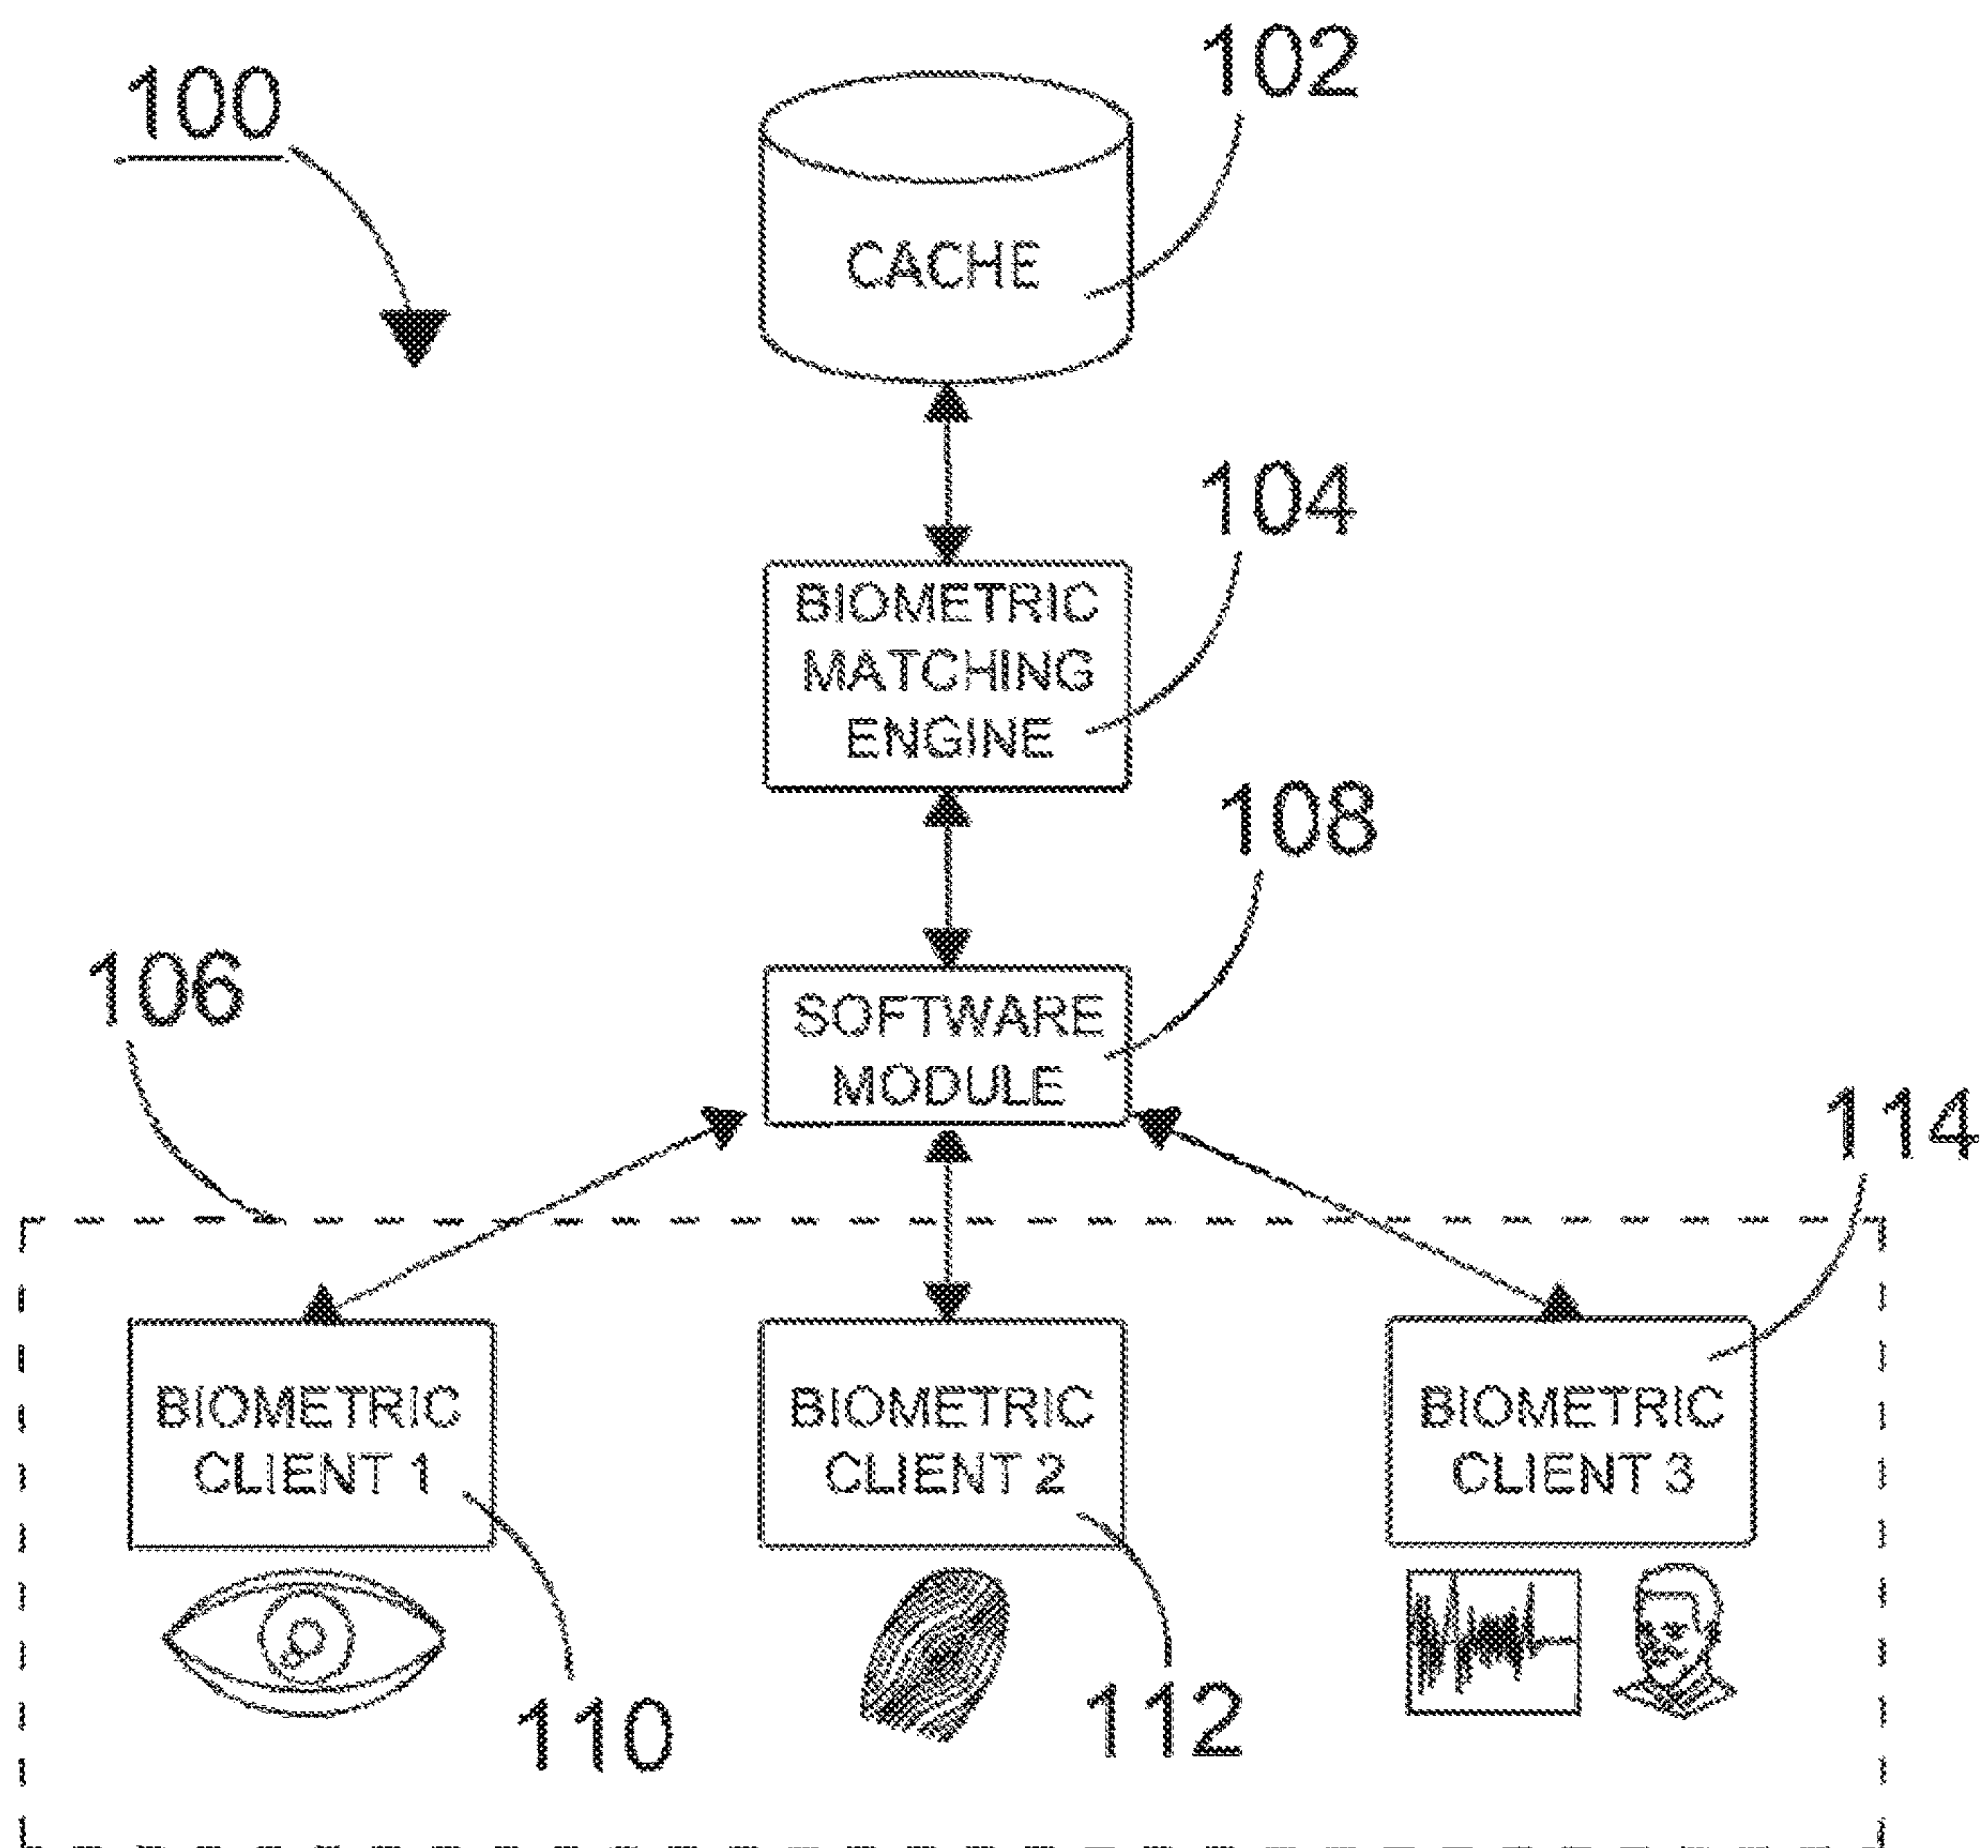 100
102
CACHE
104
BIOMETRIC
MATCHING
ENGINE
108
106
SOFTWARE
MODULE
114
BIOMETRIC
CLIENT 1
BIOMETRIC
CLIENT 2
BIOMETRIC
CLIENT 3
110
112